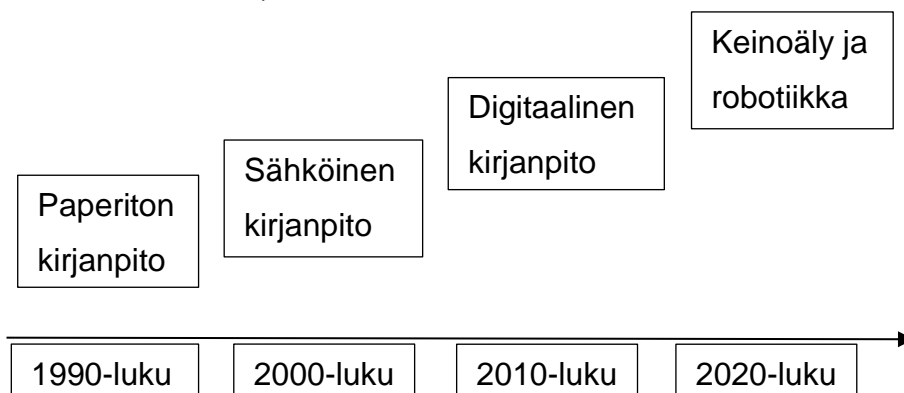 Keinoäly ja
robotiikka
Digitaalinen
kirjanpito
Sähköinen
kirjanpito
Paperiton
kirjanpito
1990-luku
2000-luku
2010-luku
2020-luku